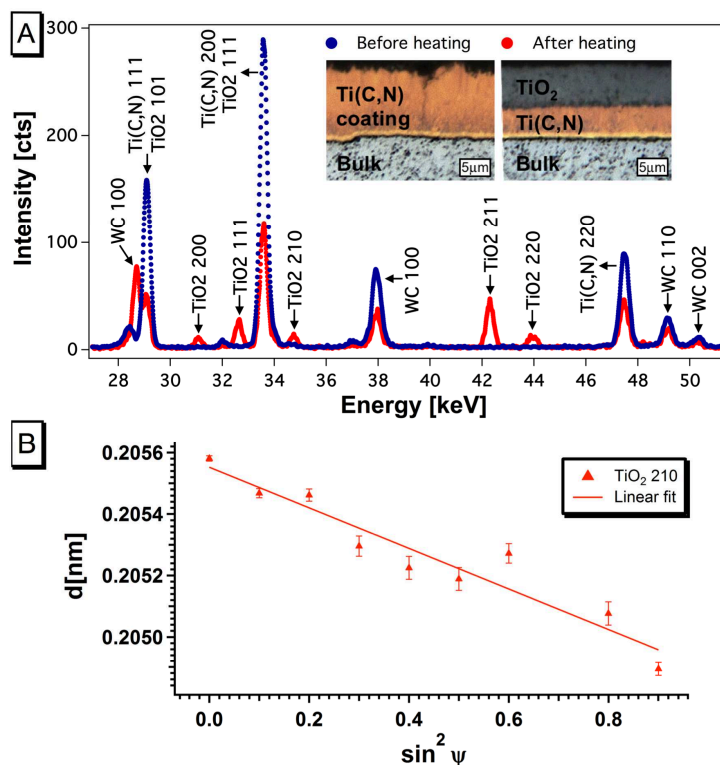 A
Before heating
After heating
300
200
100
0
Intensity [cts]
WC 100
Ti(C,N) 111
TiO2 101
TiO2 200
TiO2 111
Ti(C,N) 200
TiO2 111
TiO2 210
WC 100
TiO2 211
TiO2 220
Ti(C,N) 220
WC 110
WC 002
Ti(C,N)
coating
Bulk
5μm
TiO₂
Ti(C,N)
Bulk
5μm
28 30 32 34 36 38 40 42 44 46 48 50
Energy [keV]
B
0.2056
0.2054
0.2052
0.2050
d[nm]
TiO₂ 210
Linear fit
0.0 0.2 0.4 0.6 0.8
sin² ψ